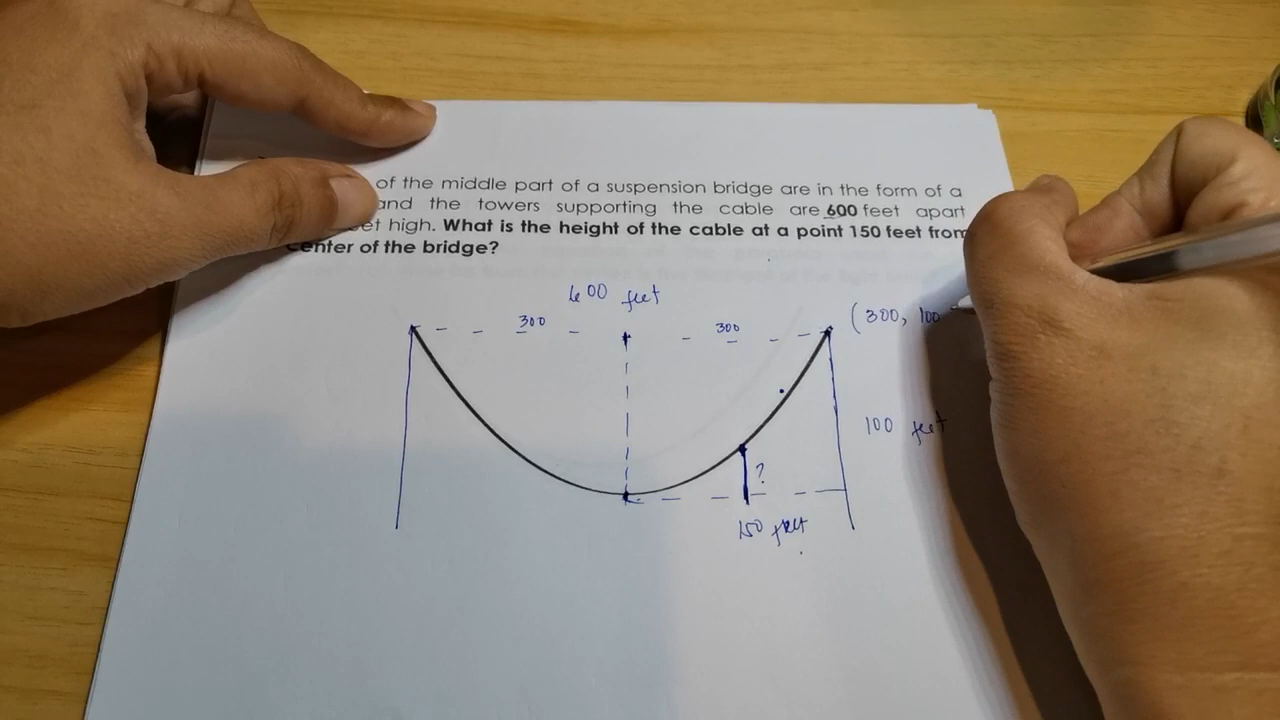 of the middle part of a suspension bridge are in the form of a
and the towers supporting the cable are 600 feet apart
et high. What is the height of the cable at a point 150 feet from
center of the bridge?
600 feet
300
300
(300, 100
100 feet
?
150 feet